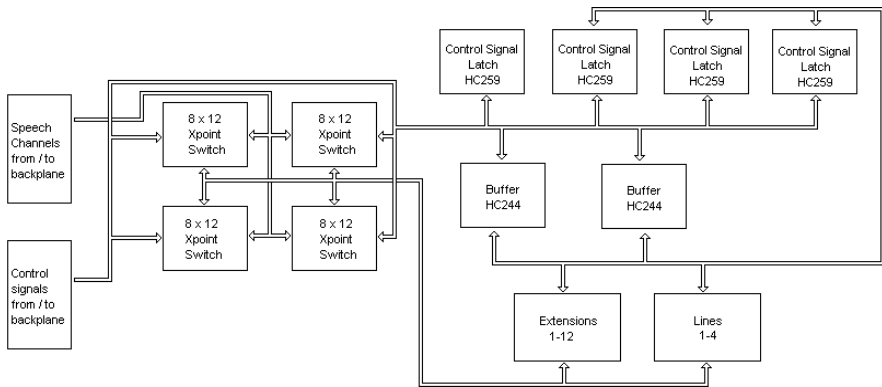 Control Signal
Latch
HC259
Control Signal
Latch
HC259
Control Signal
Latch
HC259
Control Signal
Latch
HC259
Speech
Channels
from / to
backplane
8 x 12
Xpoint
Switch
8 x 12
Xpoint
Switch
Buffer
HC244
Buffer
HC244
8 x 12
Xpoint
Switch
8 x 12
Xpoint
Switch
Control
signals
from / to
backplane
Extensions
1-12
Lines
1-4